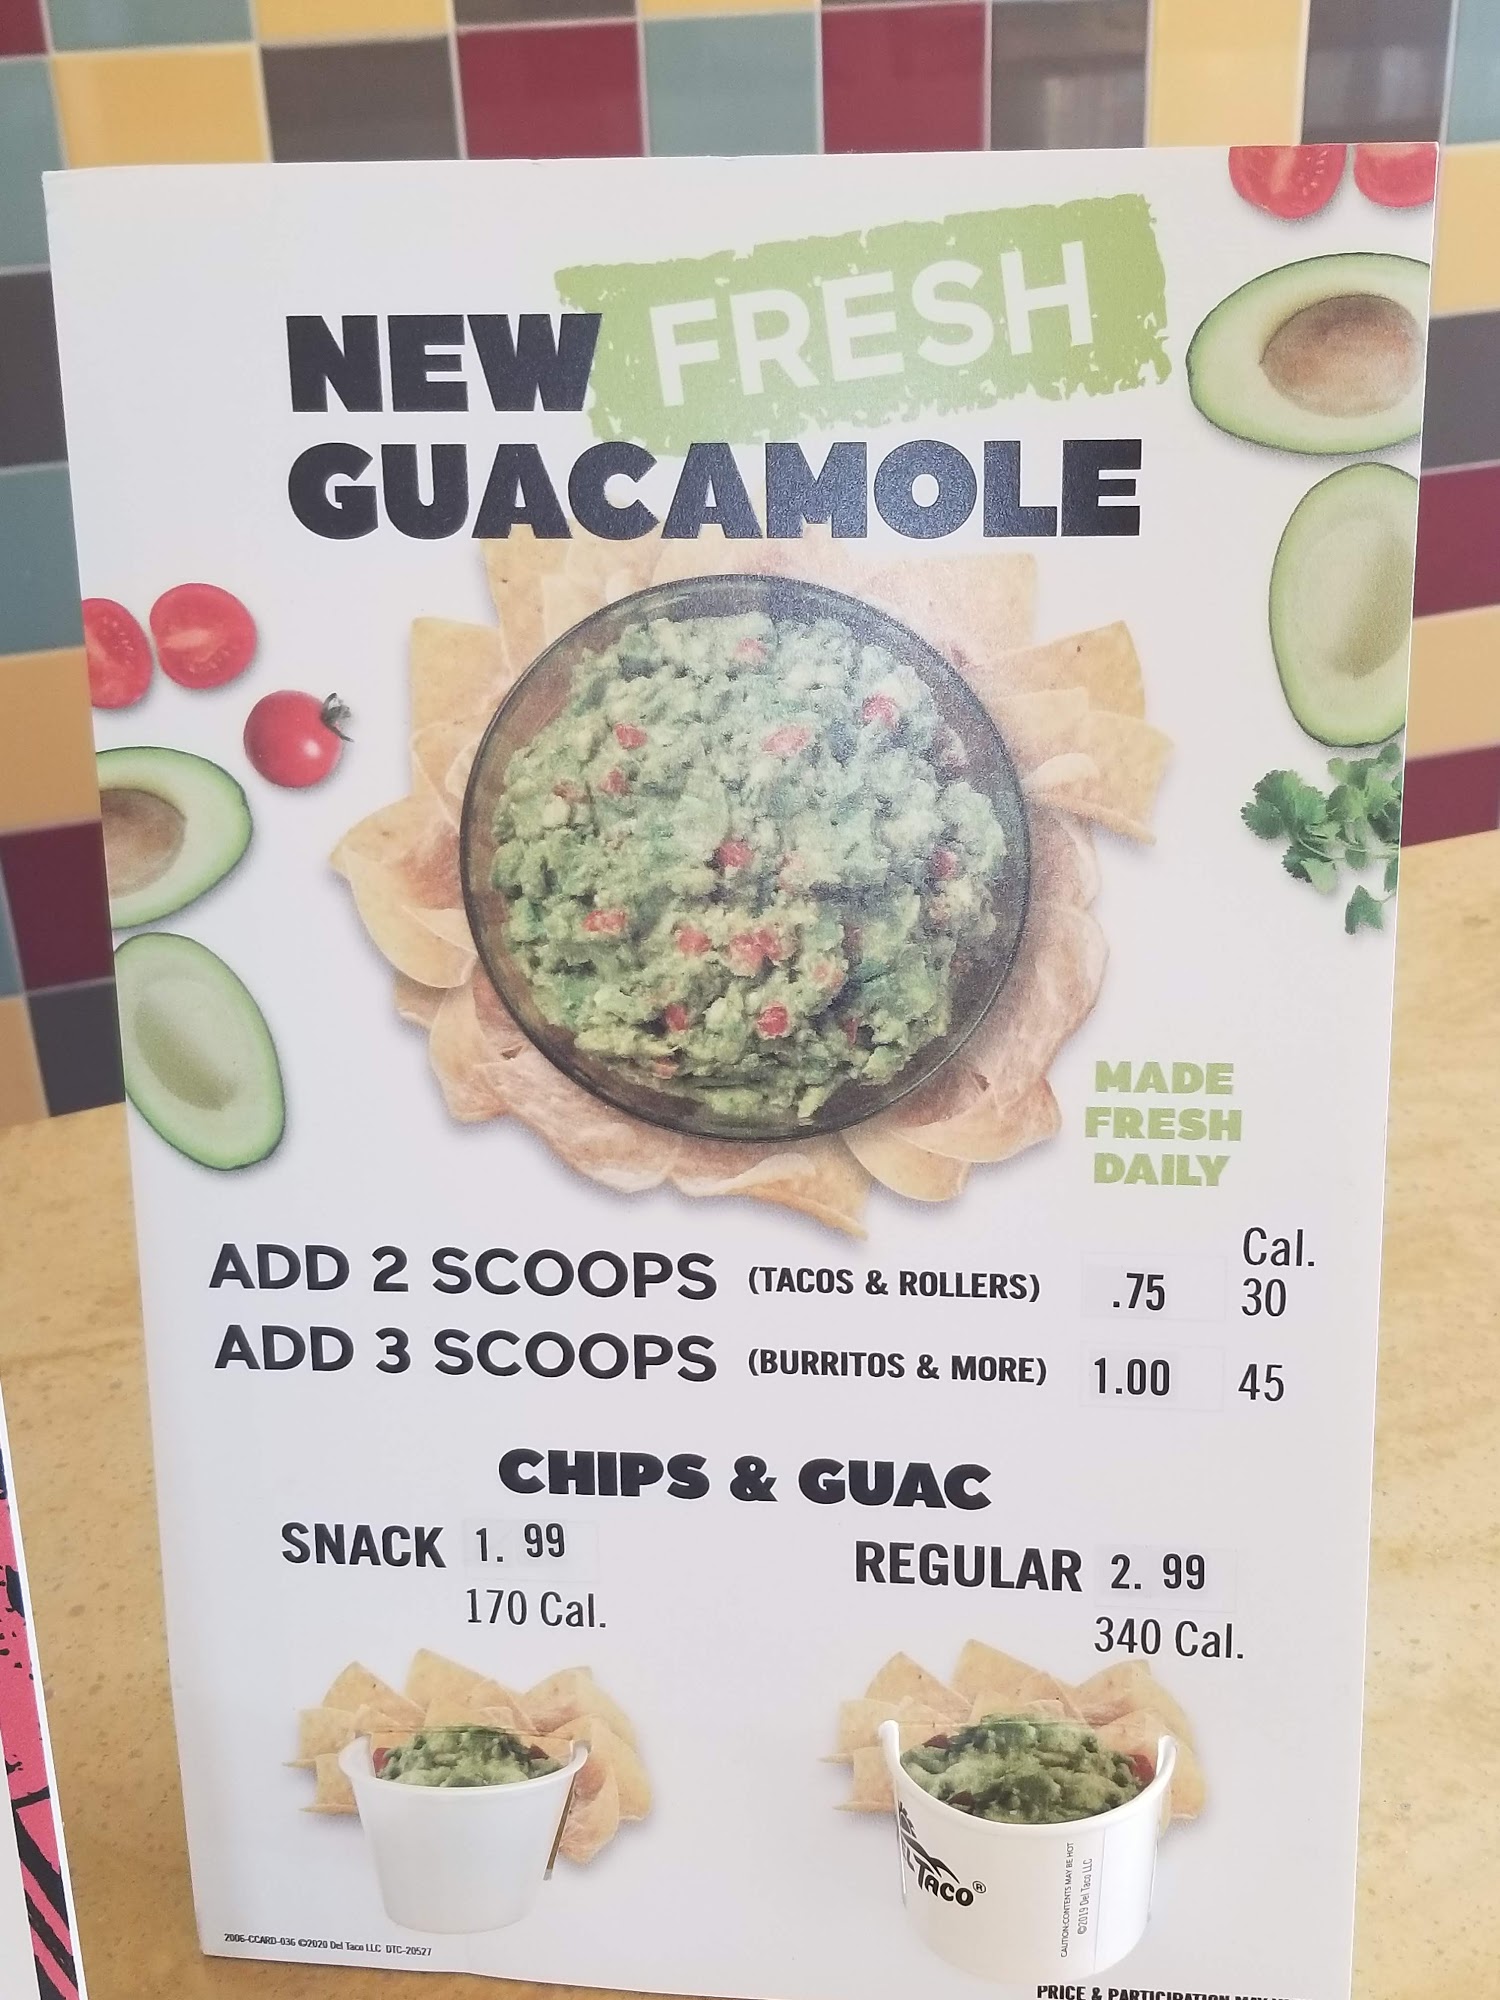 NEW FRESH
GUACAMOLE
MADE
FRESH
DAILY
Cal.
ADD 2 SCOOPS (TACOS & ROLLERS) .75 30
ADD 3 SCOOPS (BURRITOS & MORE) 1.00 45
CHIPS & GUAC
SNACK 1. 99
170 Cal.
REGULAR 2. 99
340 Cal.
TACO®
CAUTION:CONTENTS MAY BE HOT
©2019 Del Taco LLC
2006-CCARD-036 ©2020 Del Taco LLC DTC-20527
PRICE & PARTICIPATION MAY